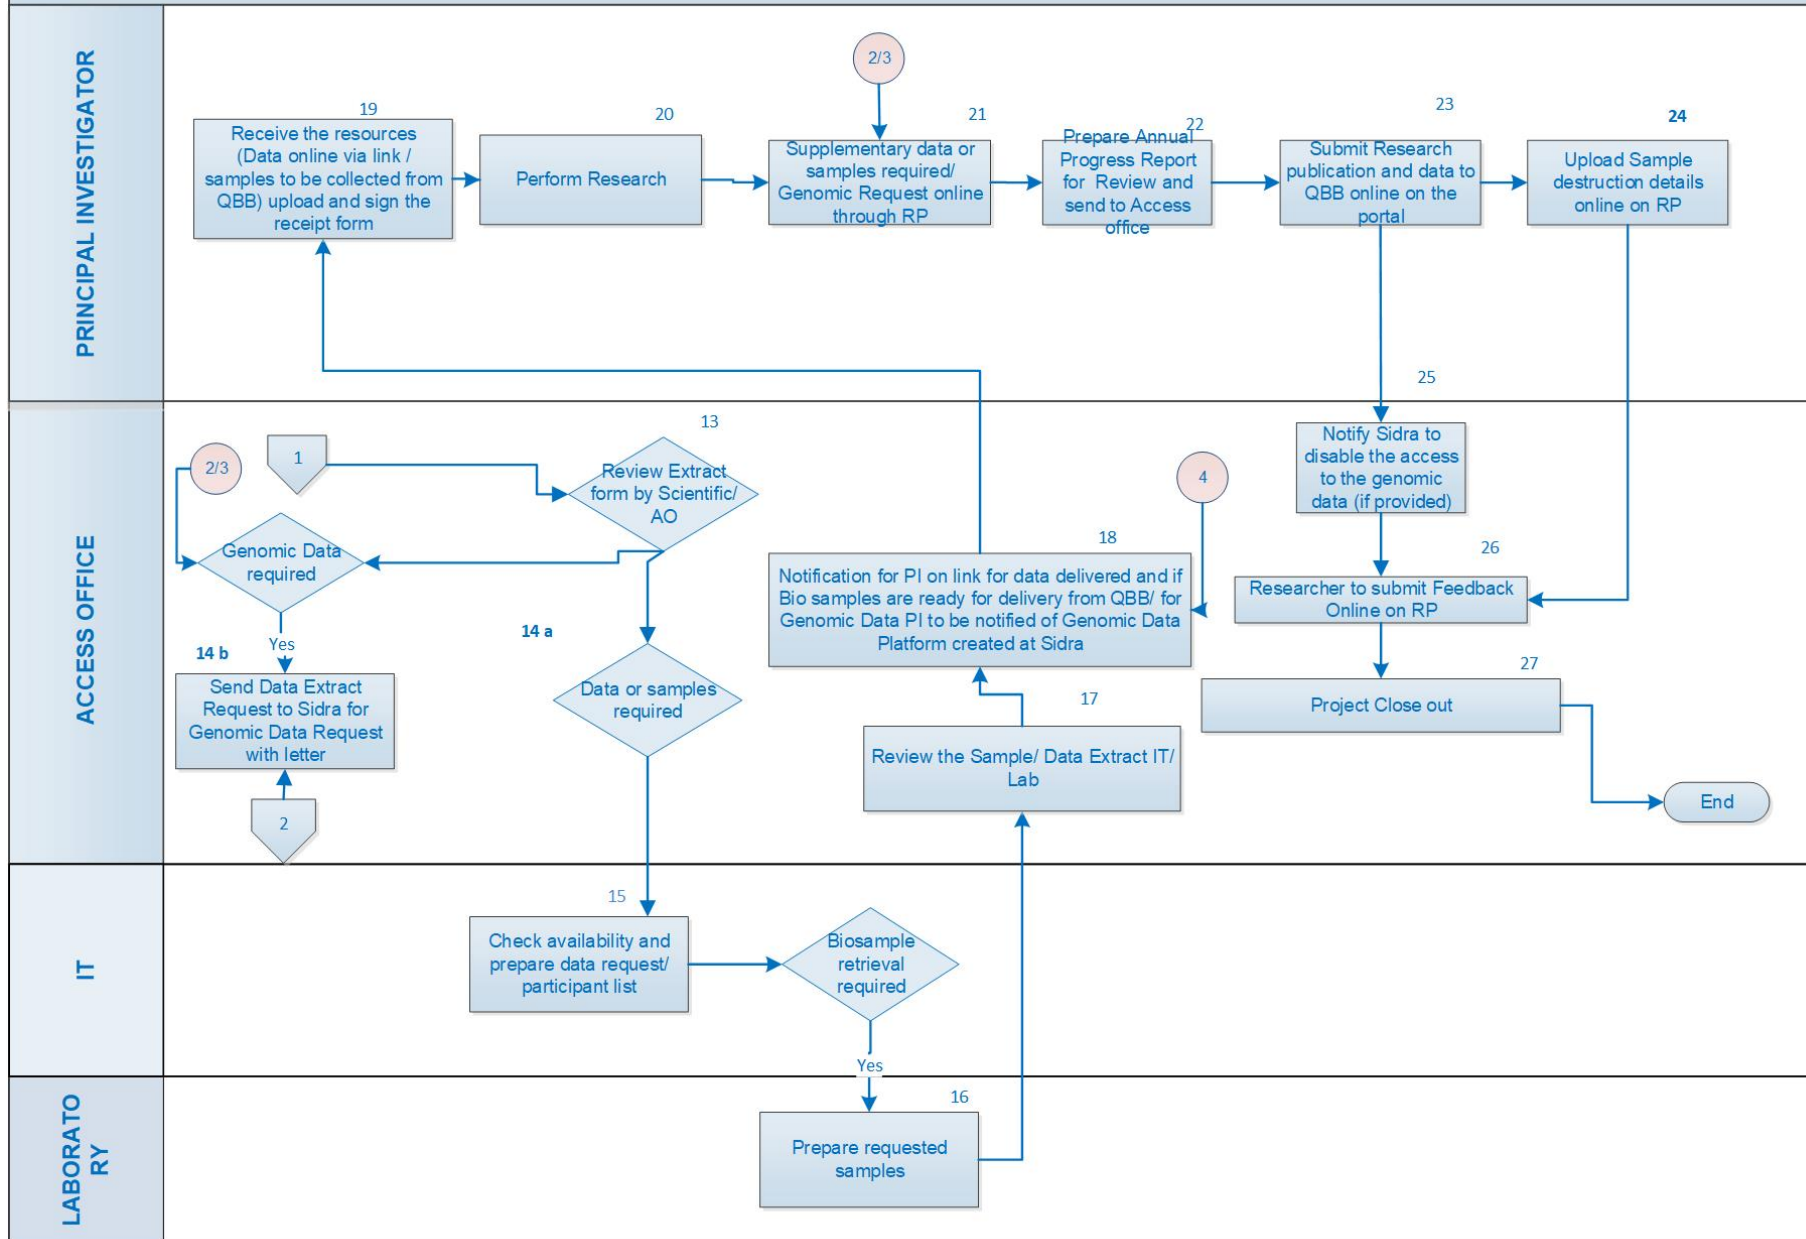 PRINCIPAL INVESTIGATOR
2/3
19
Receive the resources
(Data online via link /
samples to be collected from
QBB) upload and sign the
receipt form
20
Perform Research
21
Supplementary data or
samples required/
Genomic Request online
through RP
22
Prepare Annual
Progress Report
for Review and
send to Access
office
23
Submit Research
publication and data to
QBB online on the
portal
24
Upload Sample
destruction details
online on RP
ACCESS OFFICE
2/3
1
13
Review Extract
form by Scientific/
AO
Genomic Data
required
Yes
14 b
Send Data Extract
Request to Sidra for
Genomic Data Request
with letter
2
14 a
Data or samples
required
4
18
Notification for PI on link for data delivered and if
Bio samples are ready for delivery from QBB/ for
Genomic Data PI to be notified of Genomic Data
Platform created at Sidra
17
Review the Sample/ Data Extract IT/
Lab
25
Notify Sidra to
disable the access
to the genomic
data (if provided)
26
Researcher to submit Feedback
Online on RP
27
Project Close out
End
IT
15
Check availability and
prepare data request/
participant list
Biosample
retrieval
required
Yes
LABORATO
RY
16
Prepare requested
samples